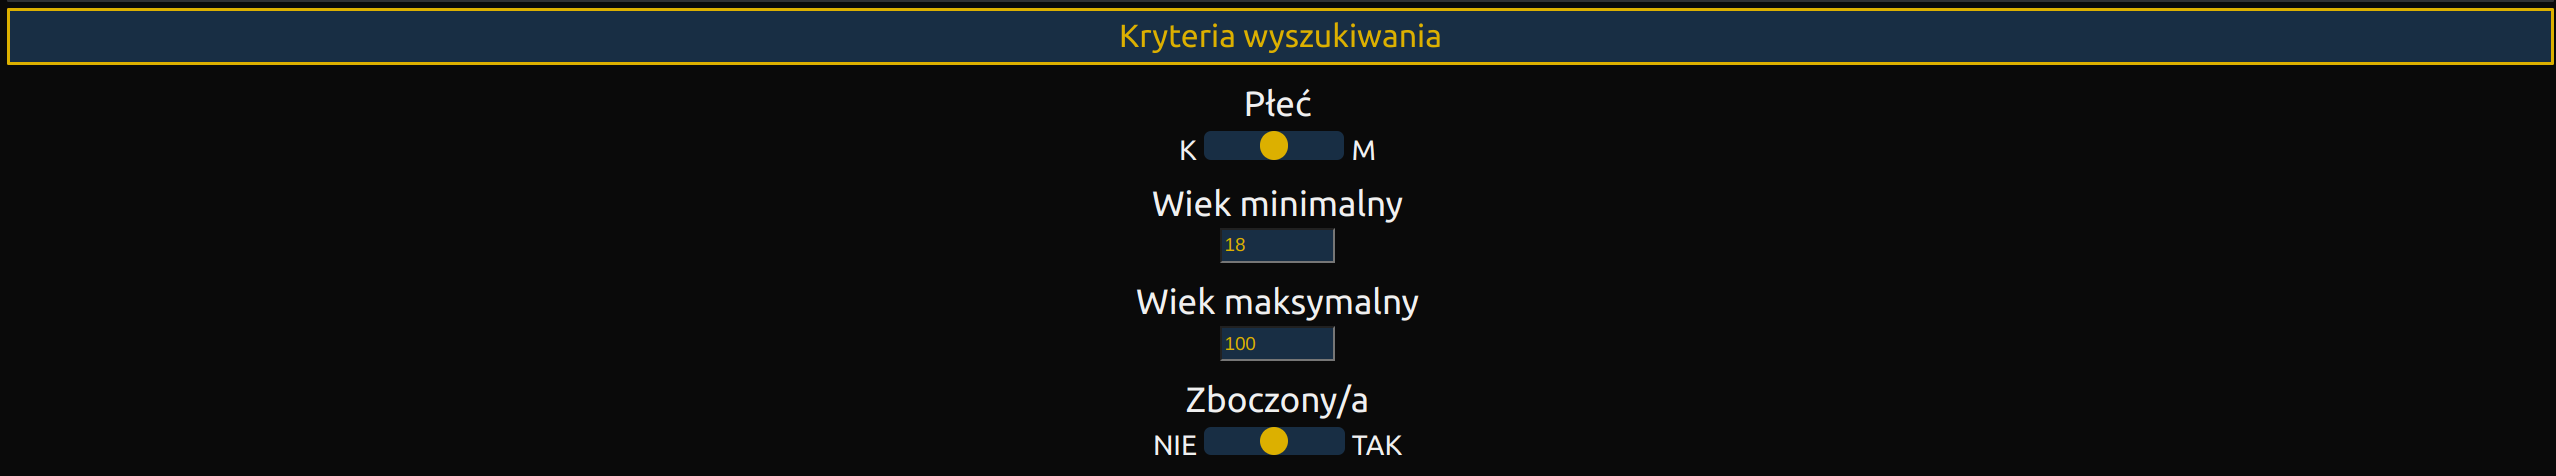 Kryteria wyszukiwania
Płeć
K M
Wiek minimalny
18
Wiek maksymalny
100
Zboczony/a
NIE TAK